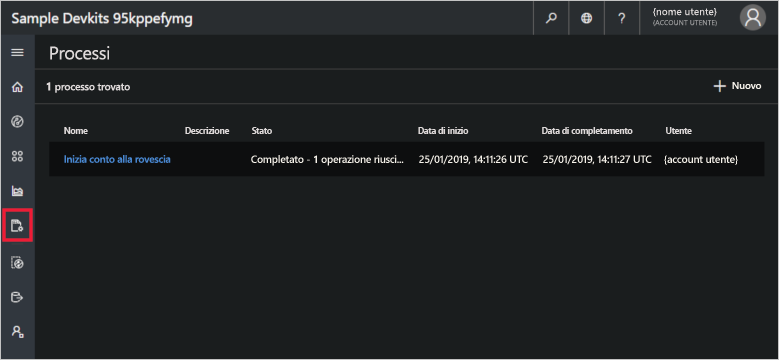 Sample Devkits 95kppefymg
?
{nome utente}
(ACCOUNT UTENTE)
Processi
1 processo trovato
Nuovo
Nome Descrizione Stato Data di inizio Data di completamento Utente
Inizia conto alla rovescia Completato - 1 operazione riusci... 25/01/2019, 14:11:26 UTC 25/01/2019, 14:11:27 UTC {account utente}